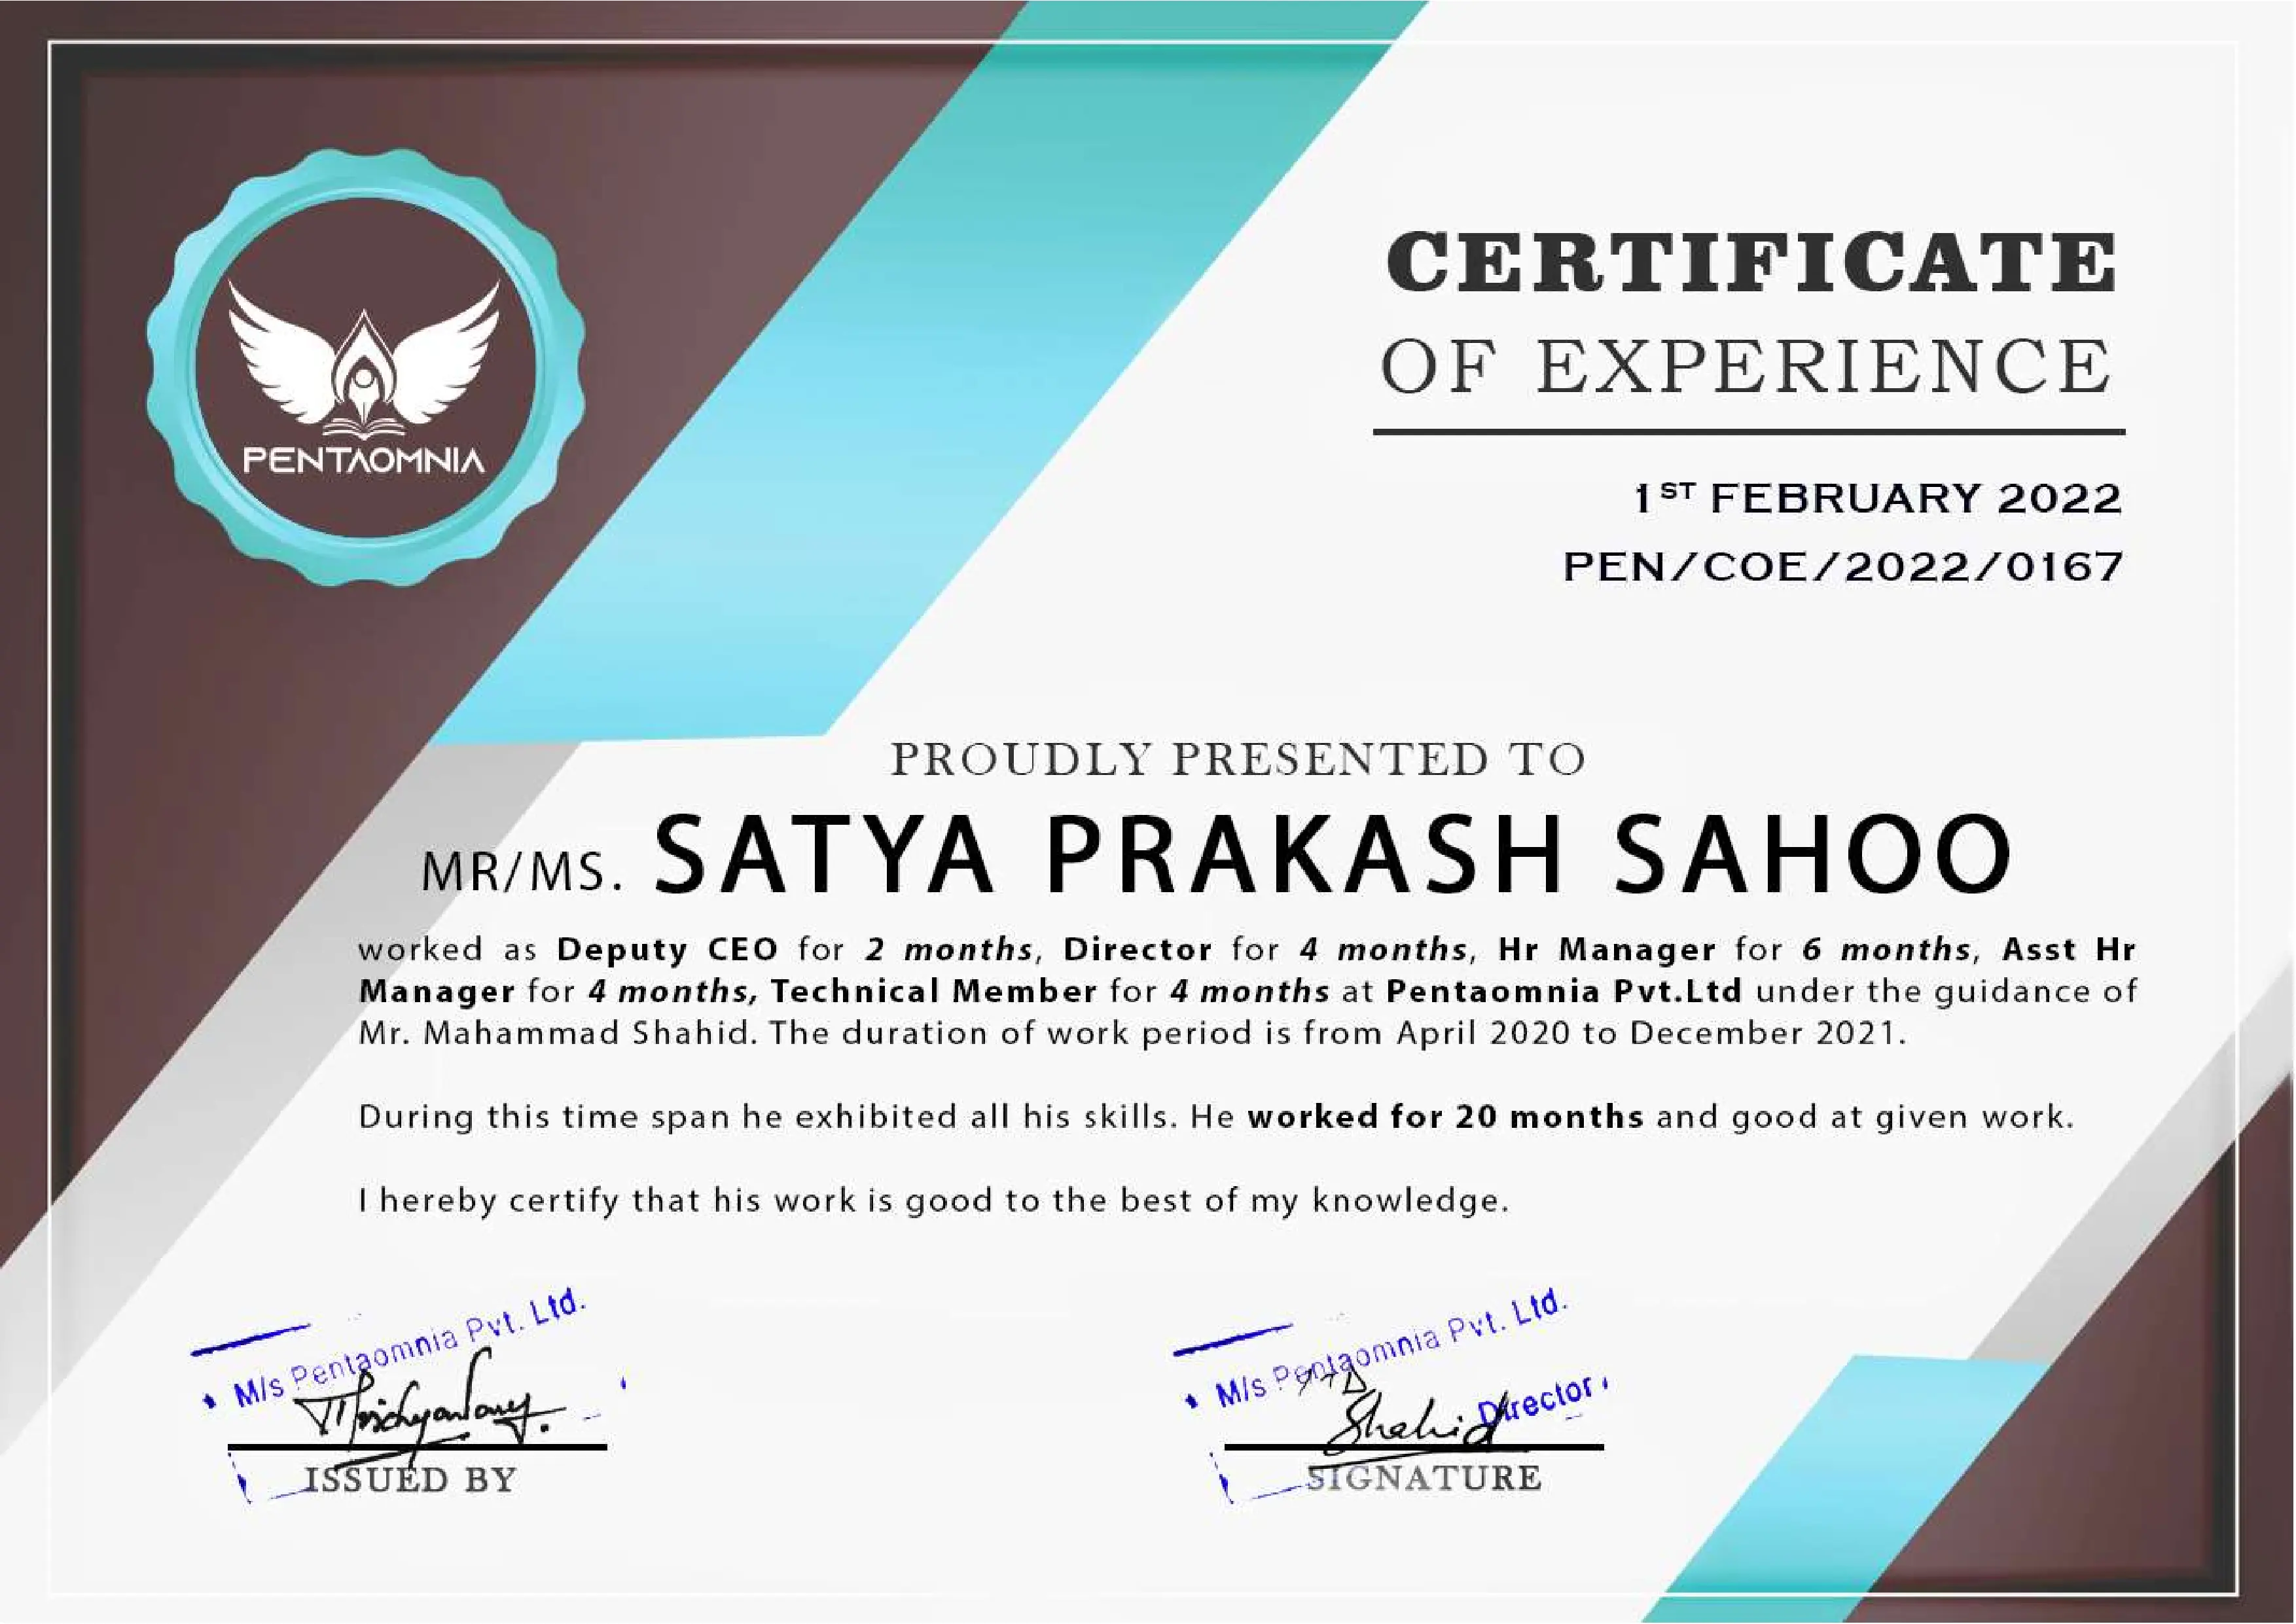 PENTAOMNIA
CERTIFICATE
OF EXPERIENCE
1ST FEBRUARY 2022
PEN/COE/2022/0167
PROUDLY PRESENTED TO
MR/MS. SATYA PRAKASH SAHOO
worked as Deputy CEO for 2 months, Director for 4 months, Hr Manager for 6 months, Asst Hr
Manager for 4 months, Technical Member for 4 months at Pentaomnia Pvt.Ltd under the guidance of
Mr. Mahammad Shahid. The duration of work period is from April 2020 to December 2021.
During this time span he exhibited all his skills. He worked for 20 months and good at given work.
I hereby certify that his work is good to the best of my knowledge.
M/s Pentaomnia Pvt. Ltd.
ISSUED BY
M/s Pentaomnia Pvt. Ltd.
Shahid
Director
SIGNATURE